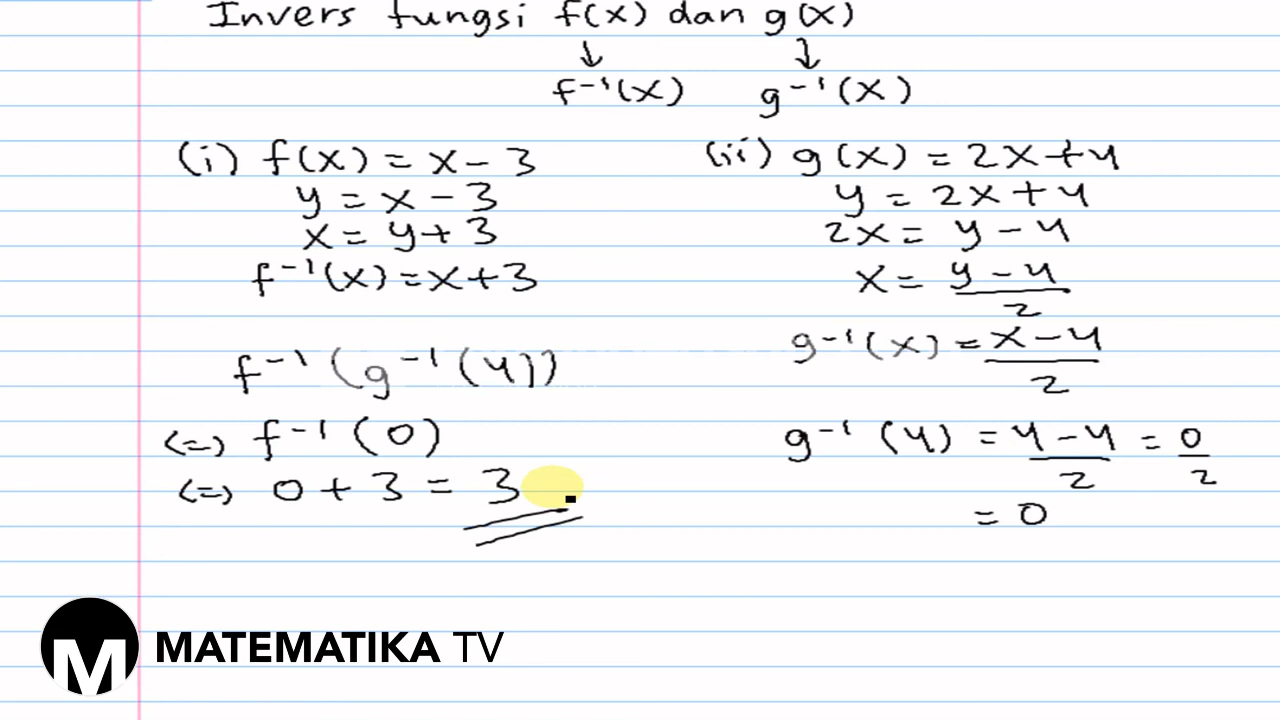 Invers fungsi f(x) dan g(x)
↓ ↓
f⁻¹(x) g⁻¹(x)
(i) f(x) = x - 3
y = x - 3
x = y + 3
f⁻¹(x) = x + 3
f⁻¹(g⁻¹(4))
<=> f⁻¹(0)
<=> 0 + 3 = 3
(ii) g(x) = 2x + 4
y = 2x + 4
2x = y - 4
x = (y - 4)/2
g⁻¹(x) = (x - 4)/2
g⁻¹(4) = (4 - 4)/2 = 0/2
= 0
M MATEMATIKA TV